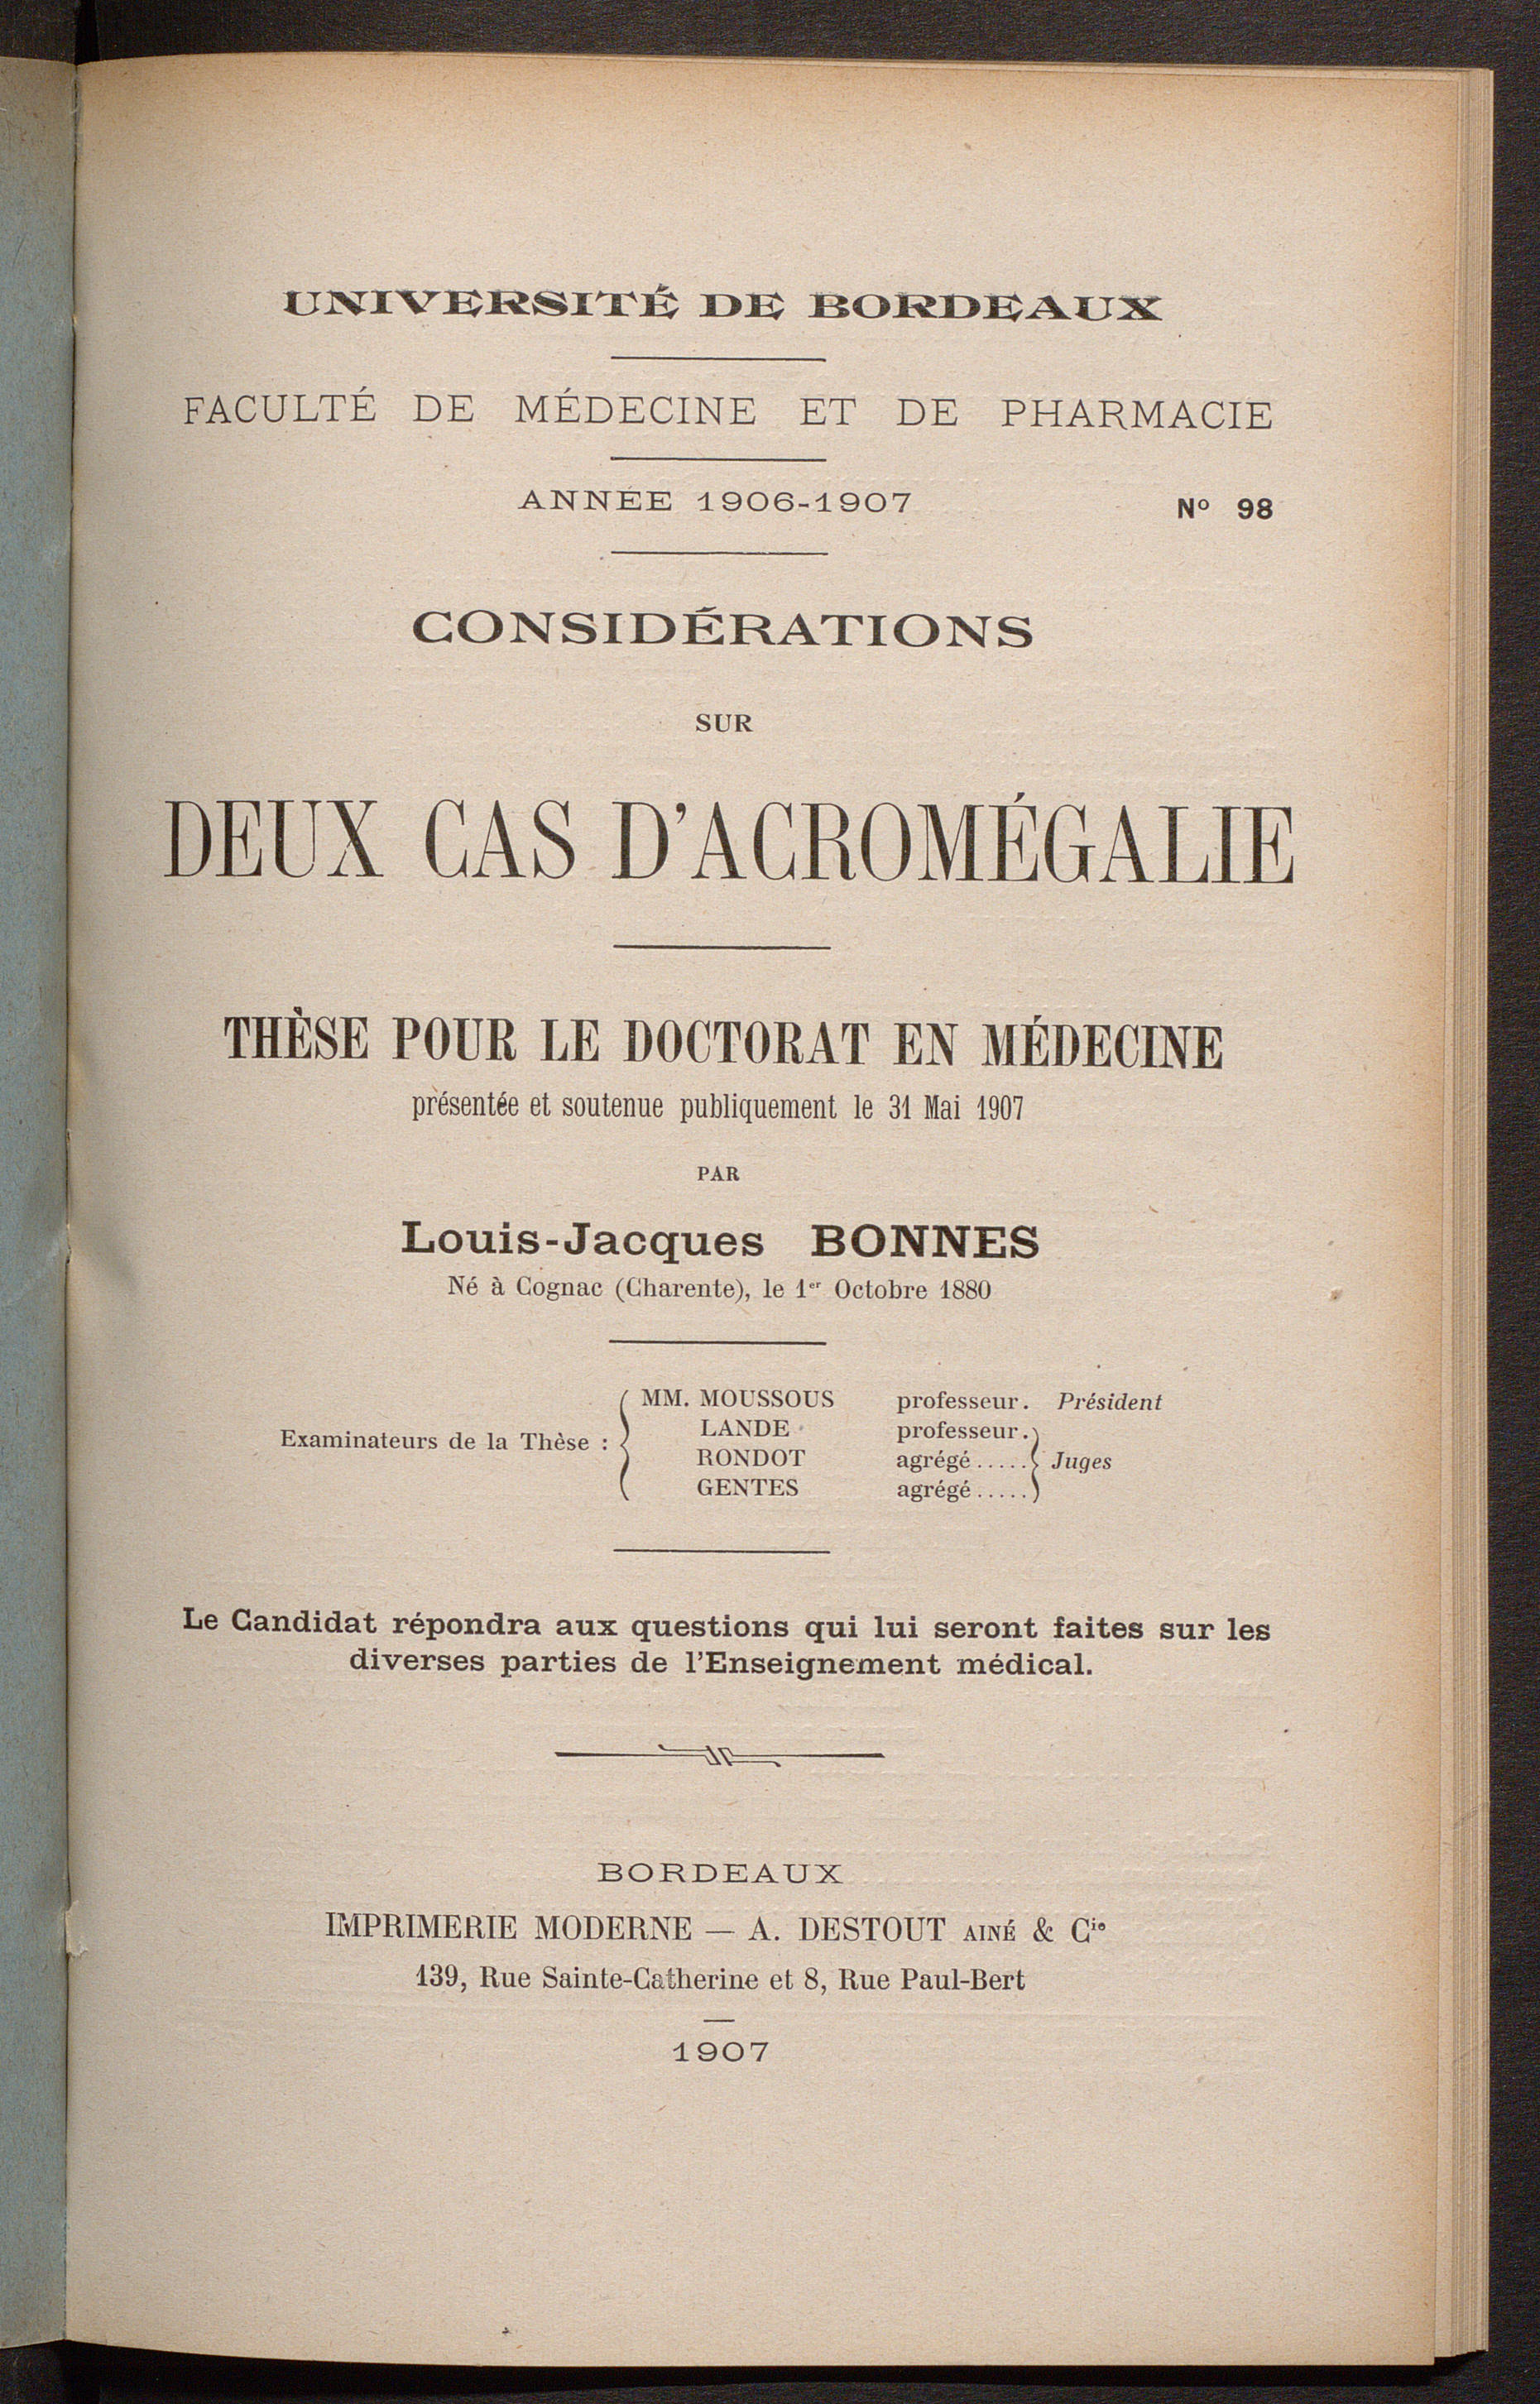 UNIVERSITÉ DE BORDEAUX
FACULTÉ DE MÉDECINE ET DE PHARMACIE
ANNÉE 1906-1907 Nº 98
CONSIDÉRATIONS
SUR
DEUX CAS D'ACROMÉGALIE
THÈSE POUR LE DOCTORAT EN MÉDECINE
présentée et soutenue publiquement le 31 Mai 1907
PAR
Louis-Jacques BONNES
Né à Cognac (Charente), le 1er Octobre 1880
Examinateurs de la Thèse :
MM. MOUSSOUS professeur. Président
LANDE professeur.
RONDOT agrégé..... Juges
GENTES agrégé.....
Le Candidat répondra aux questions qui lui seront faites sur les
diverses parties de l'Enseignement médical.
BORDEAUX
IMPRIMERIE MODERNE — A. DESTOUT AINÉ & Cie
139, Rue Sainte-Catherine et 8, Rue Paul-Bert
1907